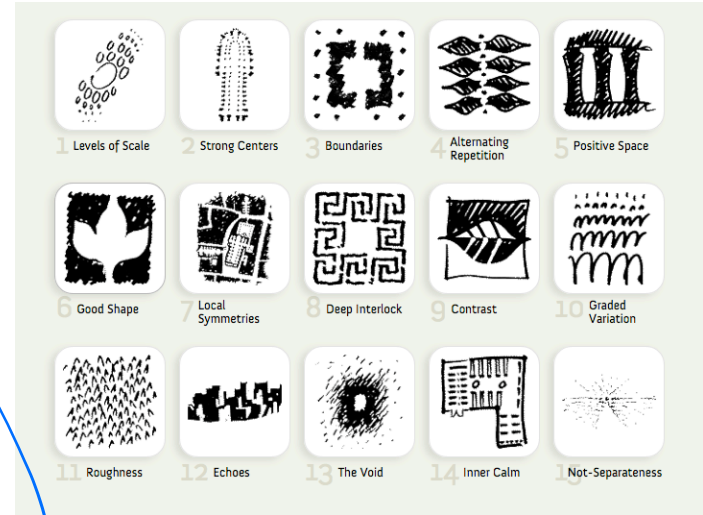 1 Levels of Scale
2 Strong Centers
3 Boundaries
4 Alternating
Repetition
5 Positive Space
6 Good Shape
7 Local
Symmetries
8 Deep Interlock
9 Contrast
10 Graded
Variation
11 Roughness
12 Echoes
13 The Void
14 Inner Calm
15 Not-Separateness